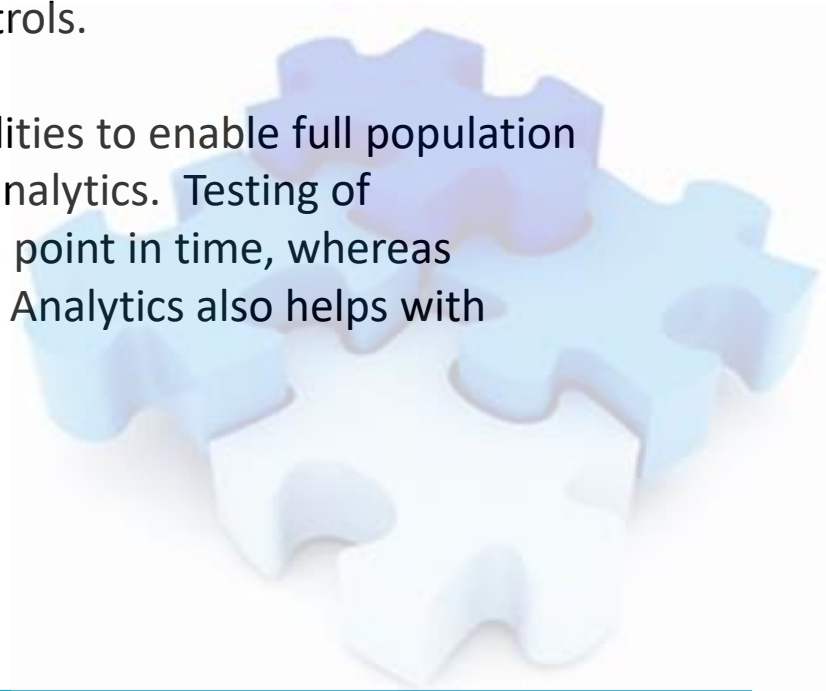 trols.
lities to enable full population
nalytics. Testing of
point in time, whereas
Analytics also helps with